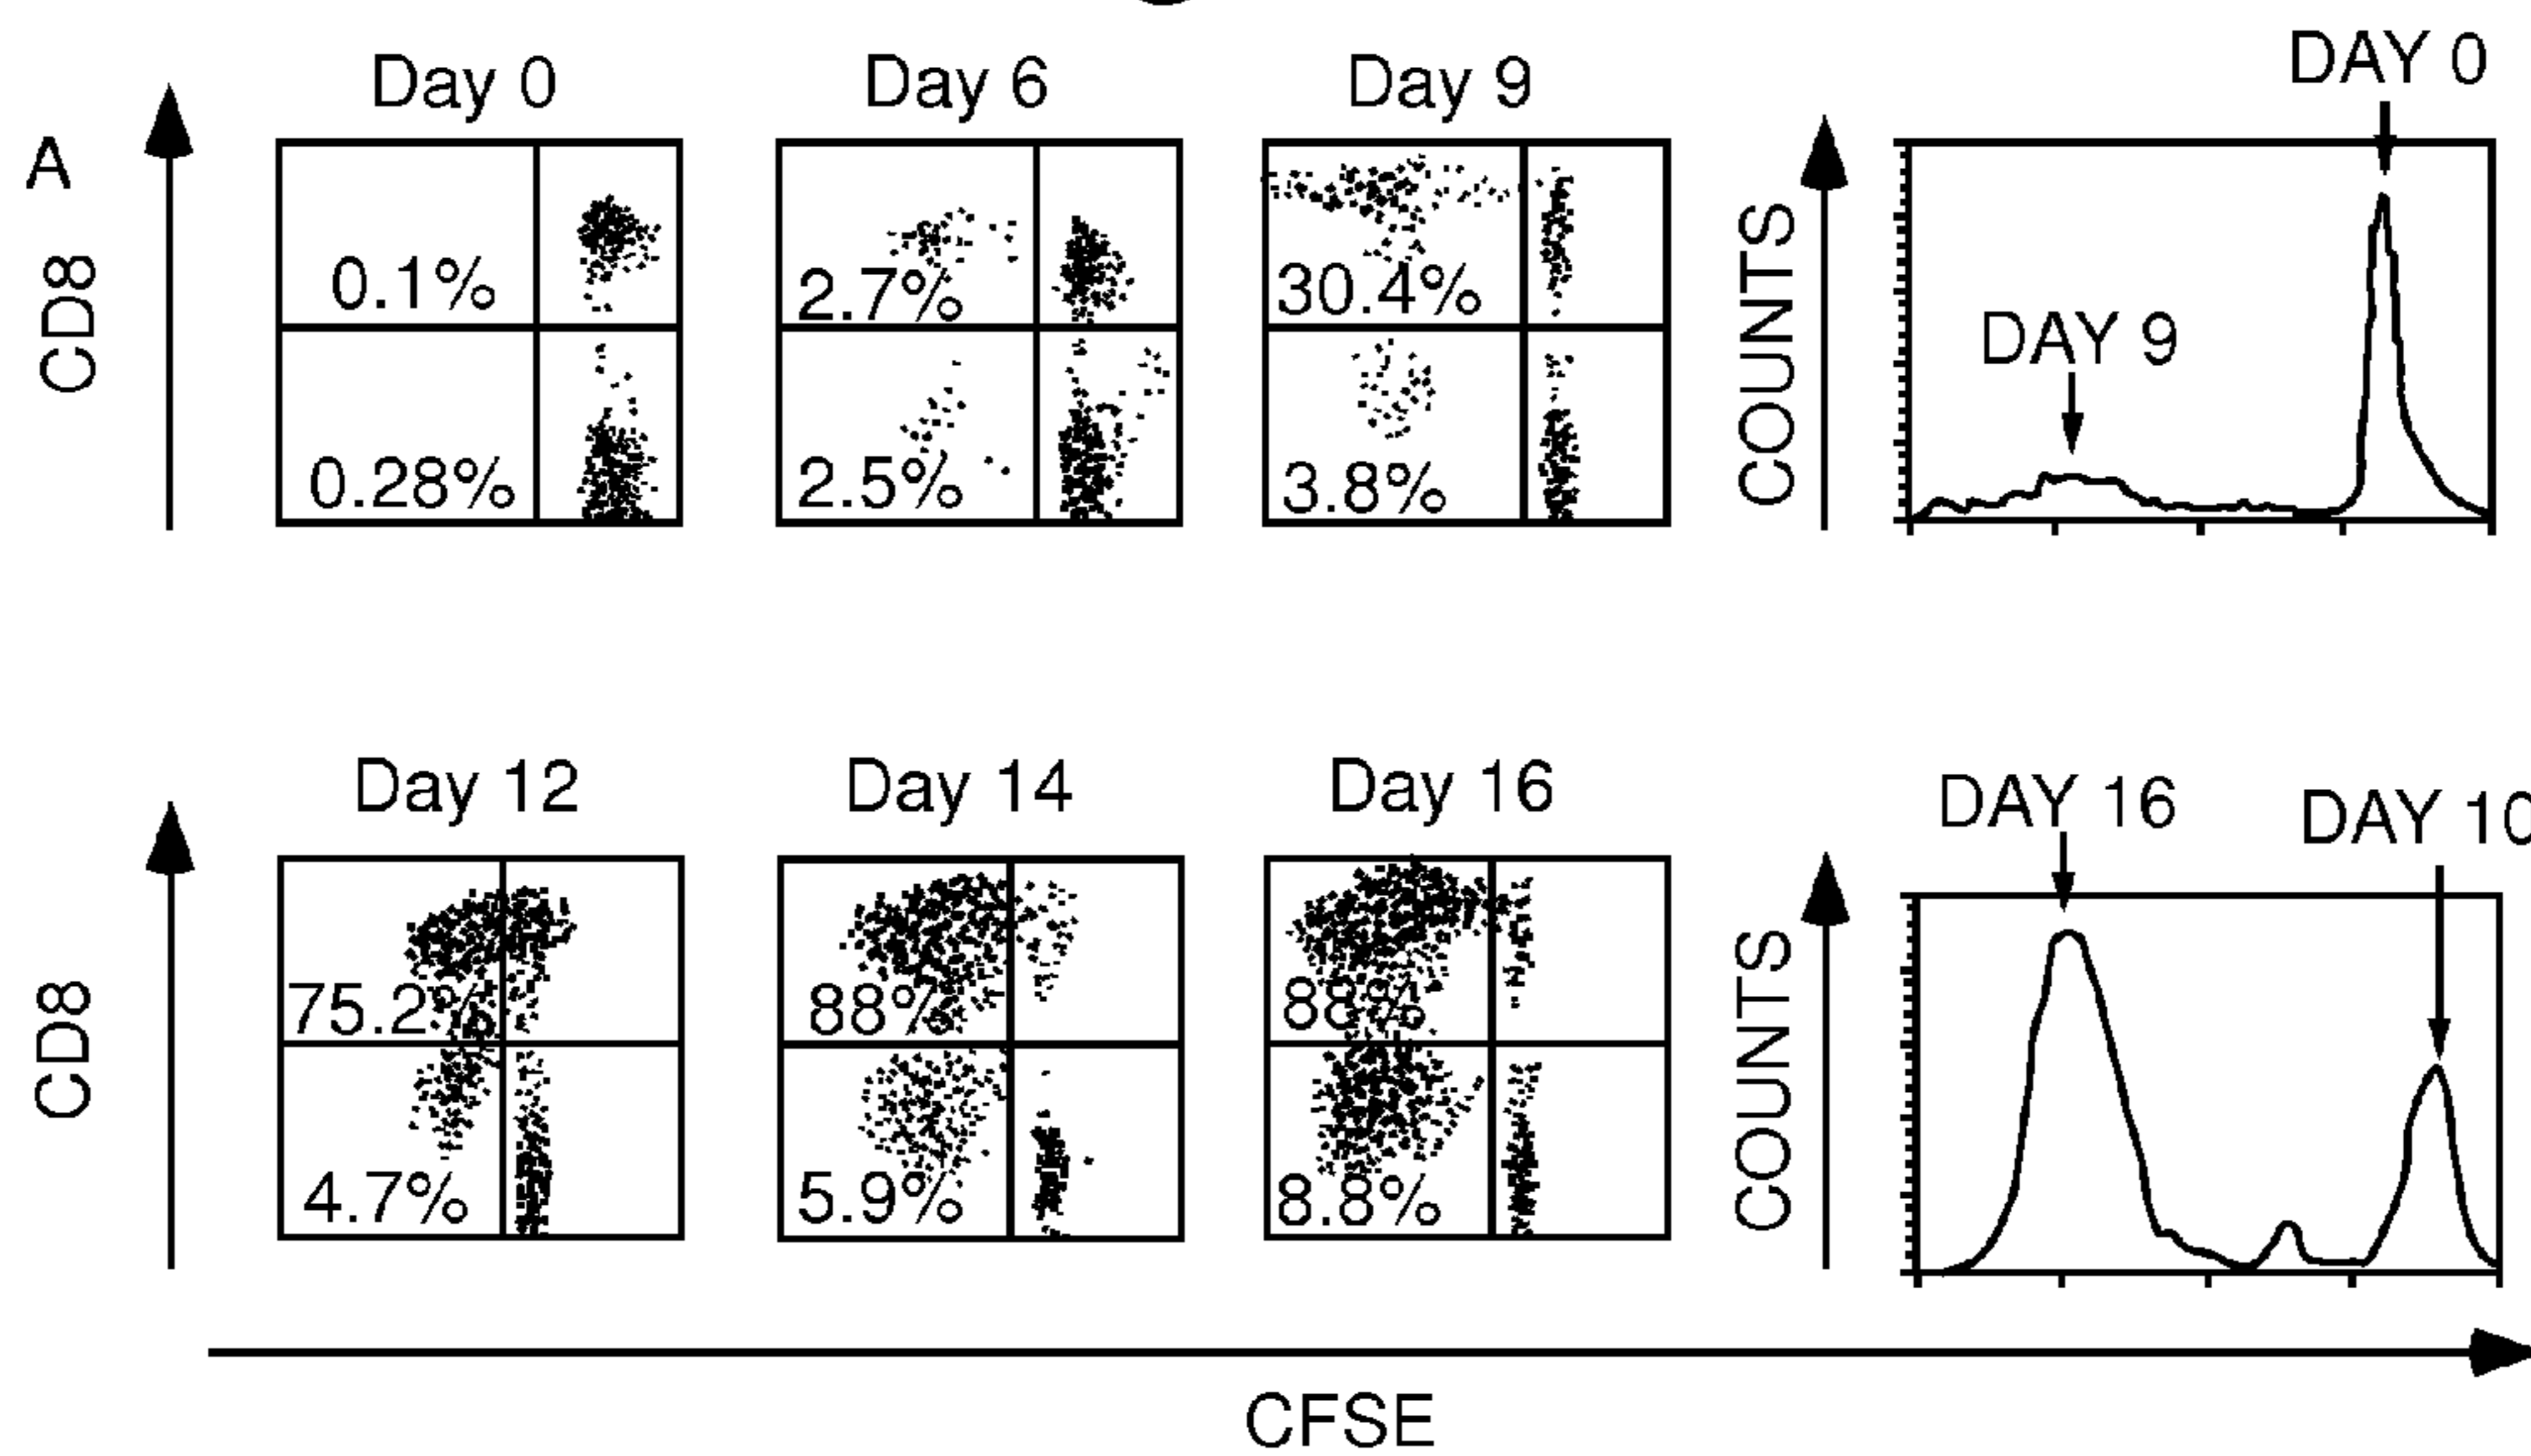 Day 0
Day 6
Day 9
DAY 0
A
CD8
0.1%
2.7%
30.4%
0.28%
2.5%
3.8%
COUNTS
DAY 9
Day 12
Day 14
Day 16
DAY 16
DAY 10
CD8
75.2%
88%
88%
4.7%
5.9%
8.8%
COUNTS
CFSE